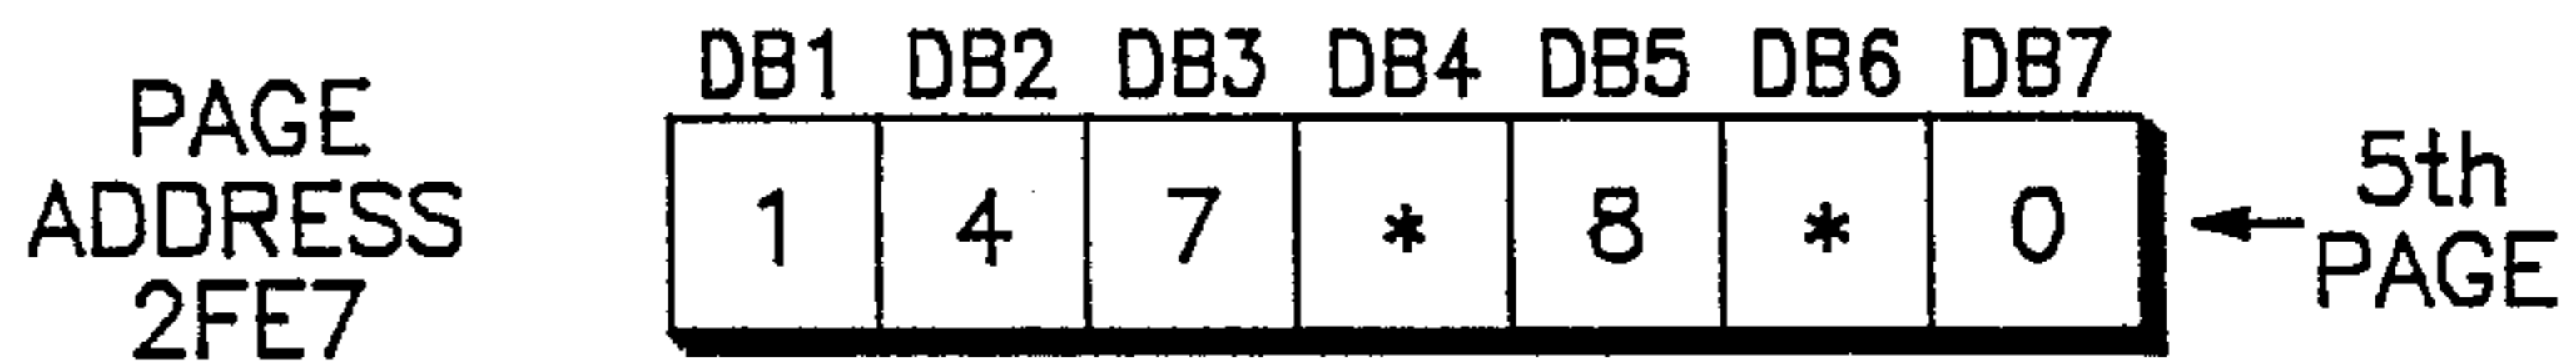 DB1 DB2 DB3 DB4 DB5 DB6 DB7
PAGE
ADDRESS
2FE7
1 4 7 * 8 * 0
5th
PAGE